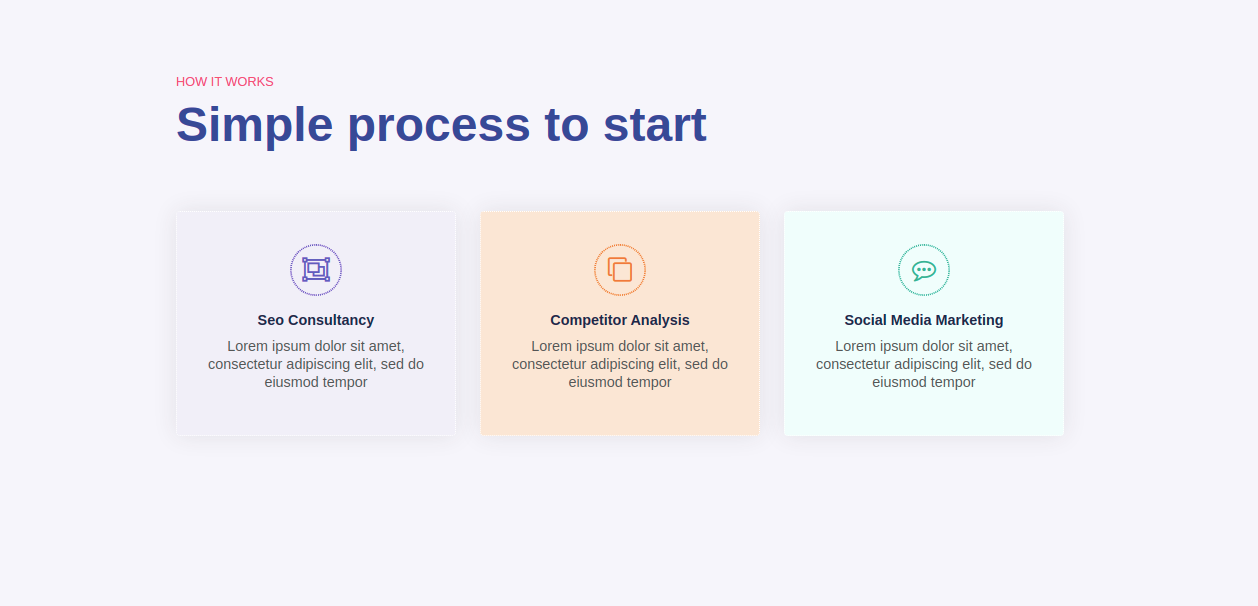 HOW IT WORKS
Simple process to start
Seo Consultancy
Lorem ipsum dolor sit amet,
consectetur adipiscing elit, sed do
eiusmod tempor
Competitor Analysis
Lorem ipsum dolor sit amet,
consectetur adipiscing elit, sed do
eiusmod tempor
Social Media Marketing
Lorem ipsum dolor sit amet,
consectetur adipiscing elit, sed do
eiusmod tempor